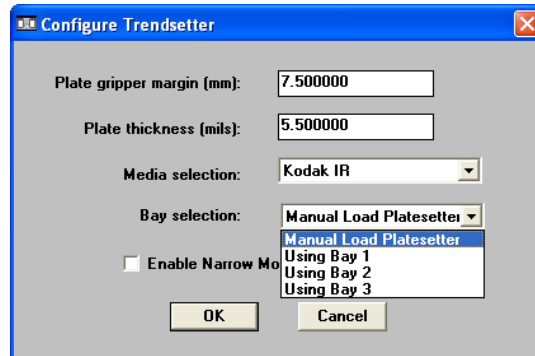 Configure Trendsetter
Plate gripper margin (mm): 7.500000
Plate thickness (mils): 5.500000
Media selection: Kodak IR
Bay selection: Manual Load Platesetter
Manual Load Platesetter
Using Bay 1
Enable Narrow Mo Using Bay 2
Using Bay 3
OK Cancel